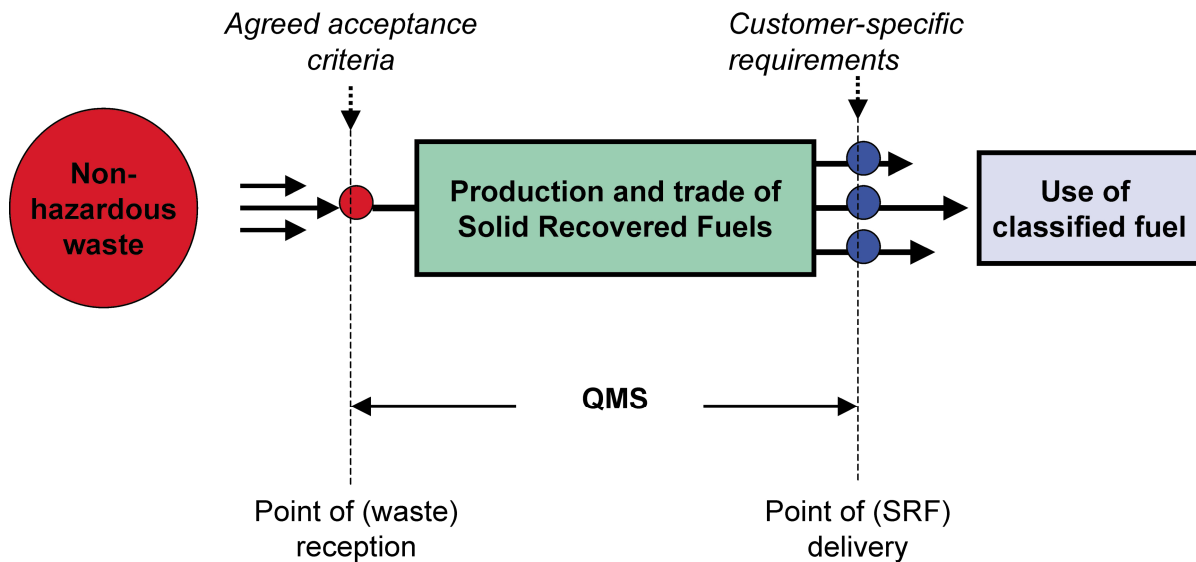 Agreed acceptance
criteria
Customer-specific
requirements
Non-
hazardous
waste
Production and trade of
Solid Recovered Fuels
Use of
classified fuel
QMS
Point of (waste)
reception
Point of (SRF)
delivery